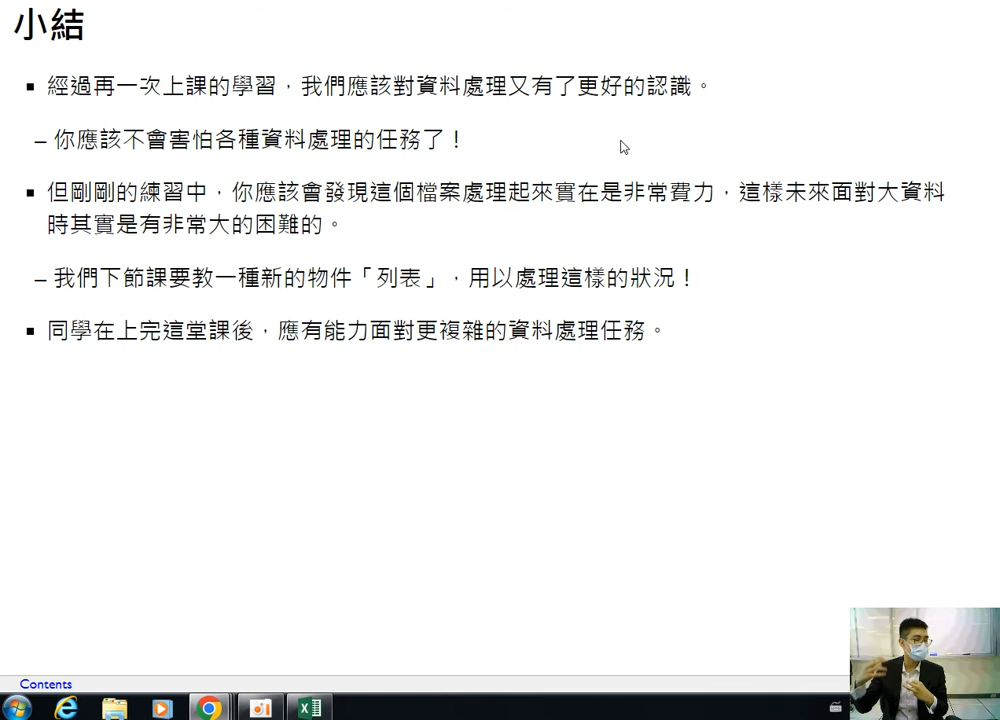 小結
▪ 經過再一次上課的學習，我們應該對資料處理又有了更好的認識。
– 你應該不會害怕各種資料處理的任務了！
▪ 但剛剛的練習中，你應該會發現這個檔案處理起來實在是非常費力，這樣未來面對大資料
時其實是有非常大的困難的。
– 我們下節課要教一種新的物件「列表」，用以處理這樣的狀況！
▪ 同學在上完這堂課後，應有能力面對更複雜的資料處理任務。
Contents